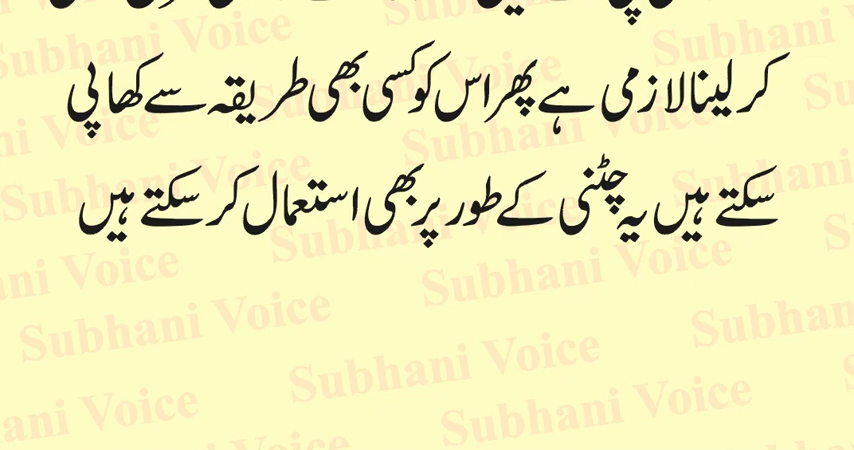 کر لینا لازمی ہے پھر اس کو کسی بھی طریقہ سے کھا پی
سکتے ہیں یہ چٹنی کے طور پر بھی استعمال کر سکتے ہیں
Subhani Voice